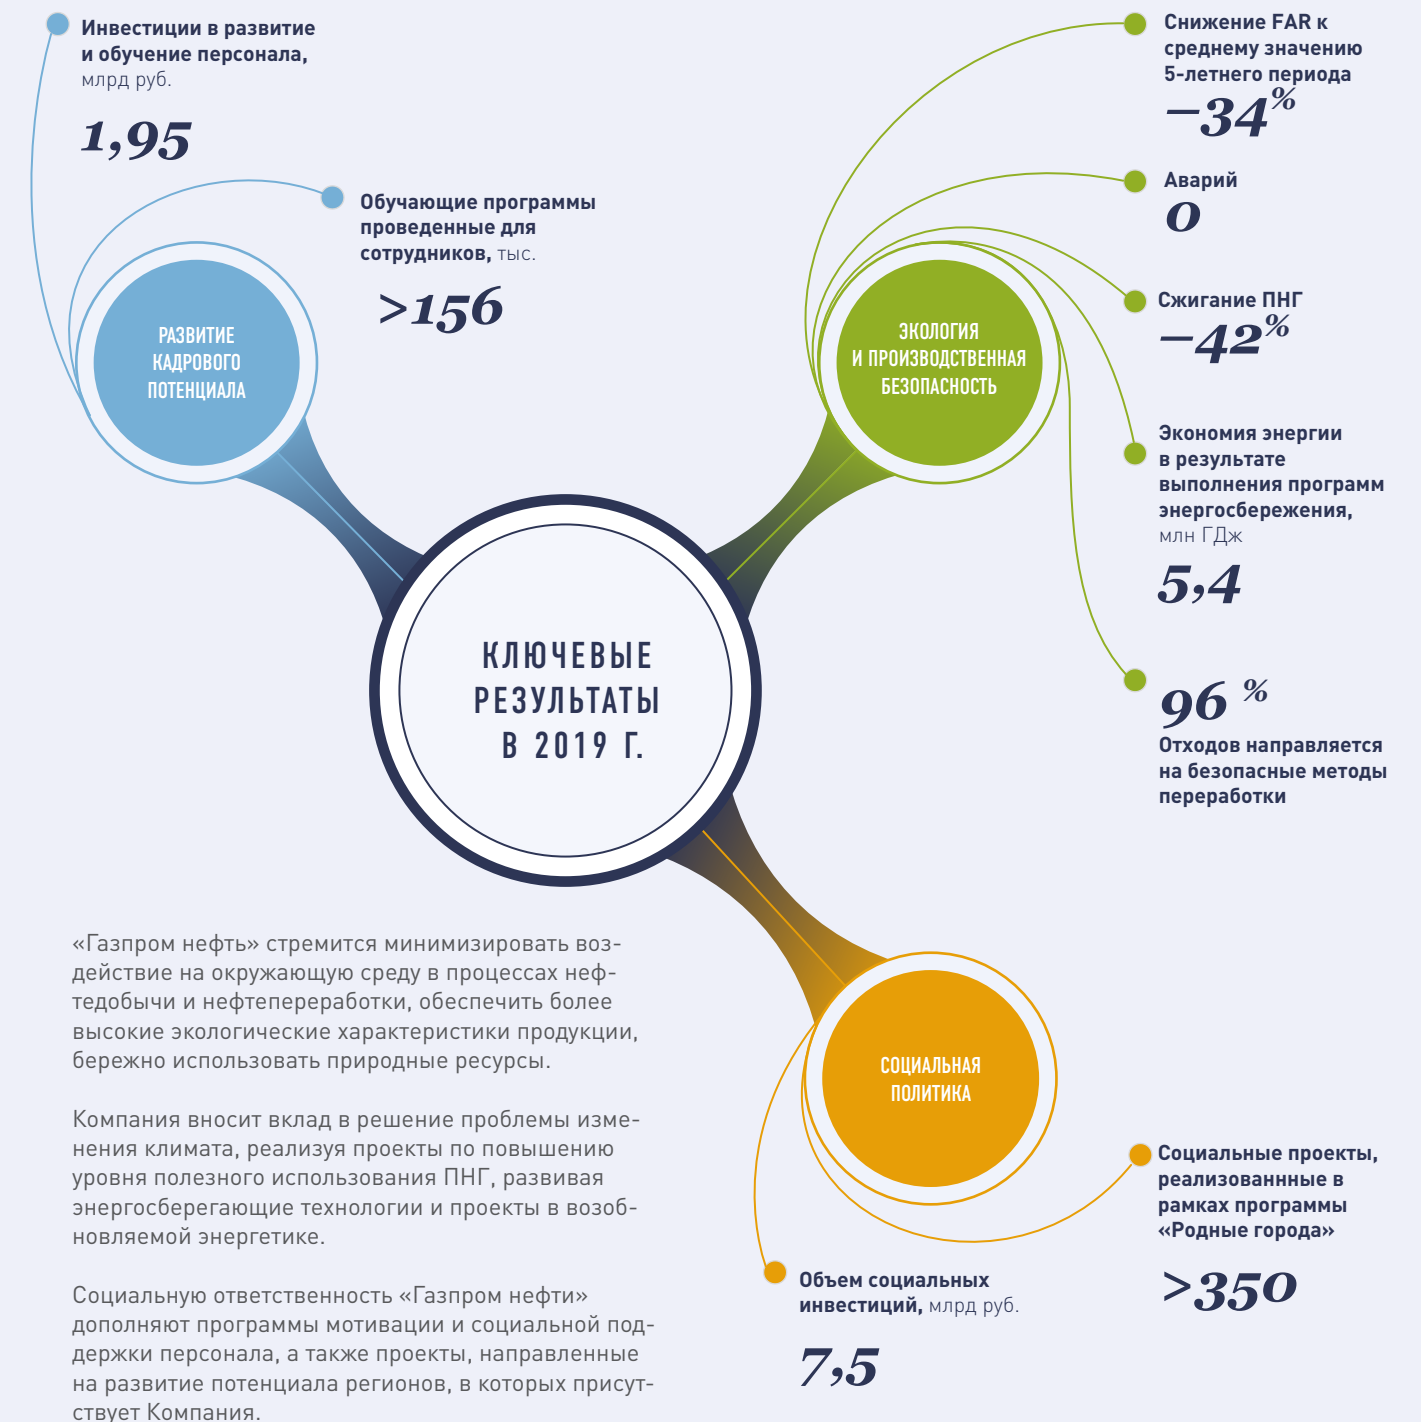 Инвестиции в развитие
и обучение персонала,
млрд руб.
1,95
Обучающие программы
проведенные для
сотрудников, тыс.
>156
РАЗВИТИЕ
КАДРОВОГО
ПОТЕНЦИАЛА
Снижение FAR к
среднему значению
5-летнего периода
–34%
Аварий
0
Сжигание ПНГ
–42%
Экономия энергии
в результате
выполнения программ
энергосбережения,
млн ГДж
5,4
96 %
Отходов направляется
на безопасные методы
переработки
ЭКОЛОГИЯ
И ПРОИЗВОДСТВЕННАЯ
БЕЗОПАСНОСТЬ
КЛЮЧЕВЫЕ
РЕЗУЛЬТАТЫ
В 2019 Г.
СОЦИАЛЬНАЯ
ПОЛИТИКА
Социальные проекты,
реализованнные в
рамках программы
«Родные города»
>350
Объем социальных
инвестиций, млрд руб.
7,5
«Газпром нефть» стремится минимизировать воз-
действие на окружающую среду в процессах неф-
тедобычи и нефтепереработки, обеспечить более
высокие экологические характеристики продукции,
бережно использовать природные ресурсы.
Компания вносит вклад в решение проблемы изме-
нения климата, реализуя проекты по повышению
уровня полезного использования ПНГ, развивая
энергосберегающие технологии и проекты в возоб-
новляемой энергетике.
Социальную ответственность «Газпром нефти»
дополняют программы мотивации и социальной под-
держки персонала, а также проекты, направленные
на развитие потенциала регионов, в которых присут-
ствует Компания.